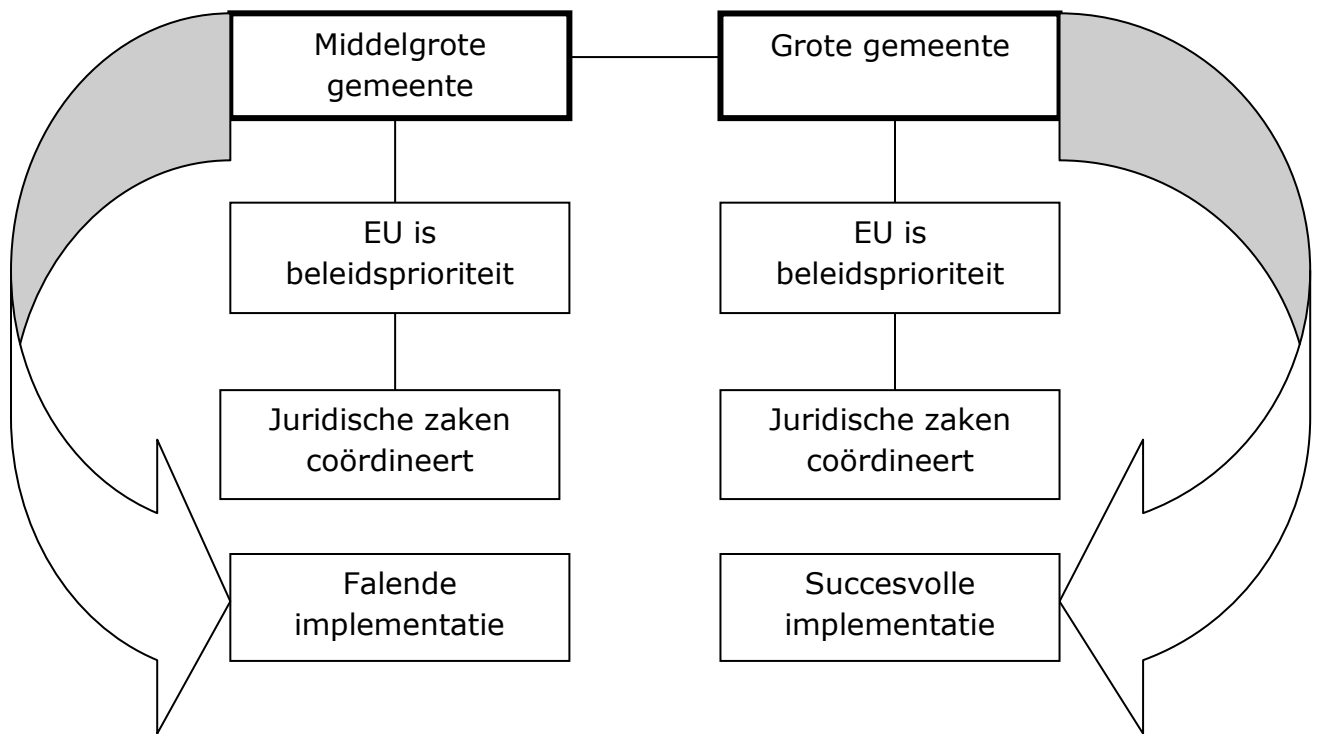 Middelgrote
gemeente
Grote gemeente
EU is
beleidsprioriteit
EU is
beleidsprioriteit
Juridische zaken
coördineert
Juridische zaken
coördineert
Falende
implementatie
Succesvolle
implementatie